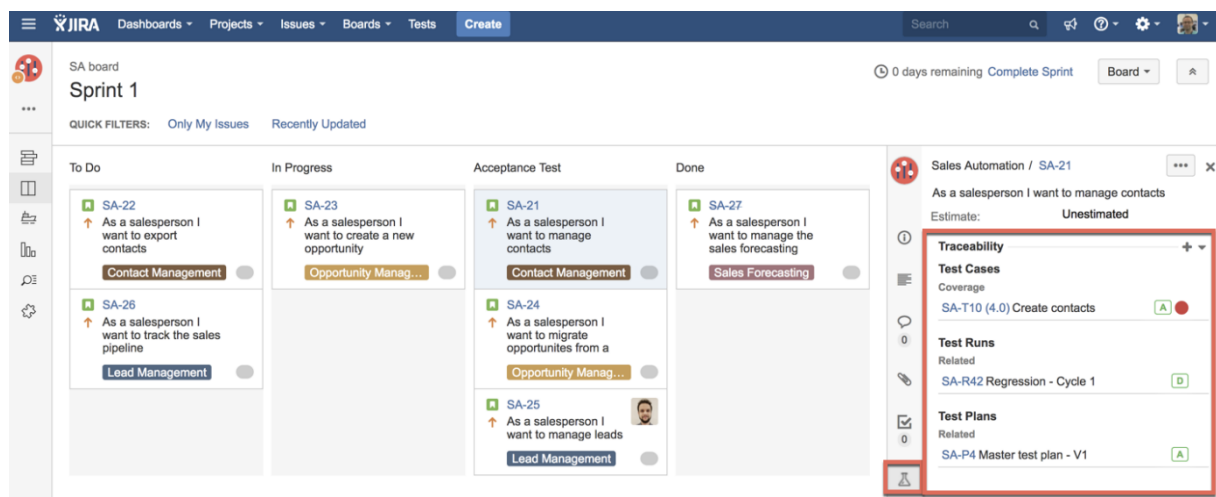 JIRA Dashboards Projects Issues Boards Tests Create Search
SA board
Sprint 1
0 days remaining Complete Sprint Board
QUICK FILTERS: Only My Issues Recently Updated
To Do
SA-22
As a salesperson I
want to export
contacts
Contact Management
SA-26
As a salesperson I
want to track the sales
pipeline
Lead Management
In Progress
SA-23
As a salesperson I
want to create a new
opportunity
Opportunity Manag...
Acceptance Test
SA-21
As a salesperson I
want to manage
contacts
Contact Management
SA-24
As a salesperson I
want to migrate
opportunites from a
Opportunity Manag...
SA-25
As a salesperson I
want to manage leads
Lead Management
Done
SA-27
As a salesperson I
want to manage the
sales forecasting
Sales Forecasting
Sales Automation / SA-21
As a salesperson I want to manage contacts
Estimate: Unestimated
0
0
Traceability
Test Cases
Coverage
SA-T10 (4.0) Create contacts A
Test Runs
Related
SA-R42 Regression - Cycle 1 D
Test Plans
Related
SA-P4 Master test plan - V1 A